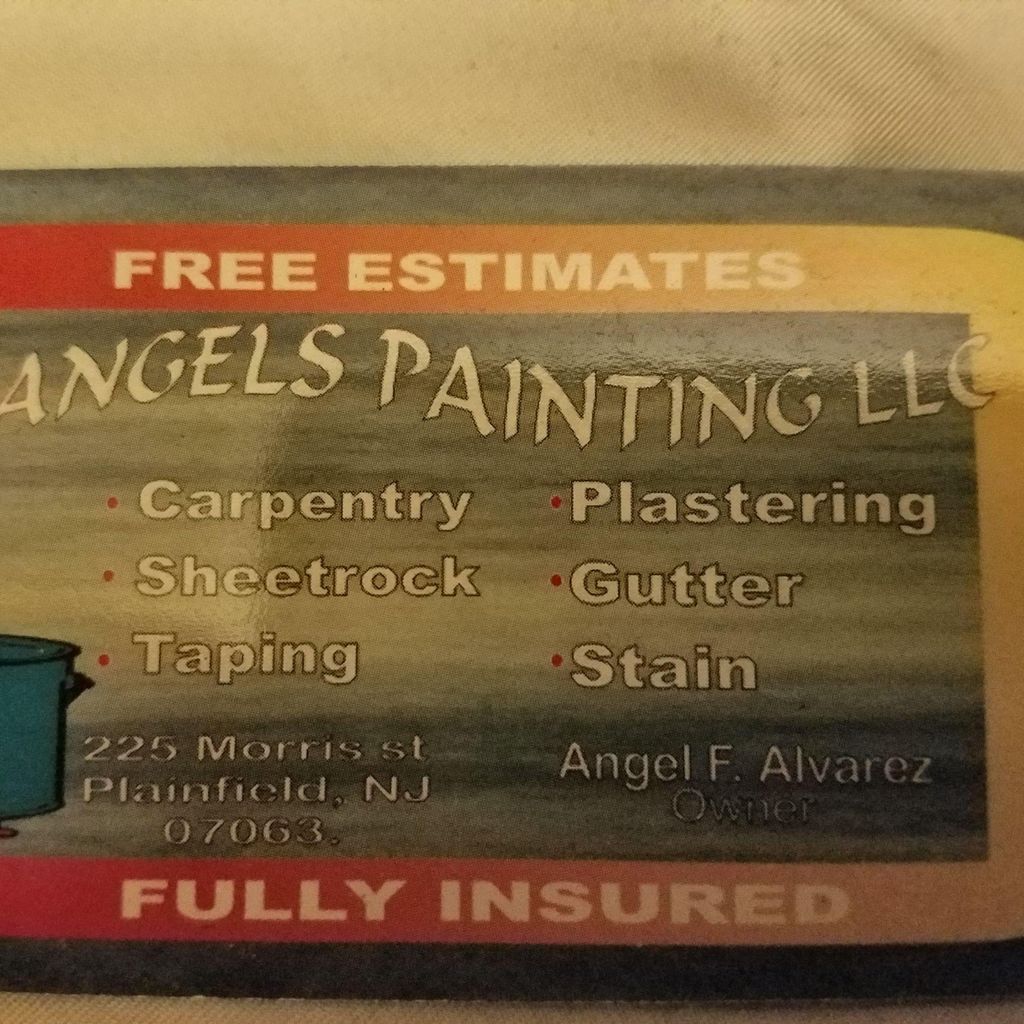 FREE ESTIMATES
ANGELS PAINTING LLC
• Carpentry
• Sheetrock
• Taping
• Plastering
• Gutter
• Stain
225 Morris st
Plainfield, NJ
07063.
Angel F. Alvarez
Owner
FULLY INSURED